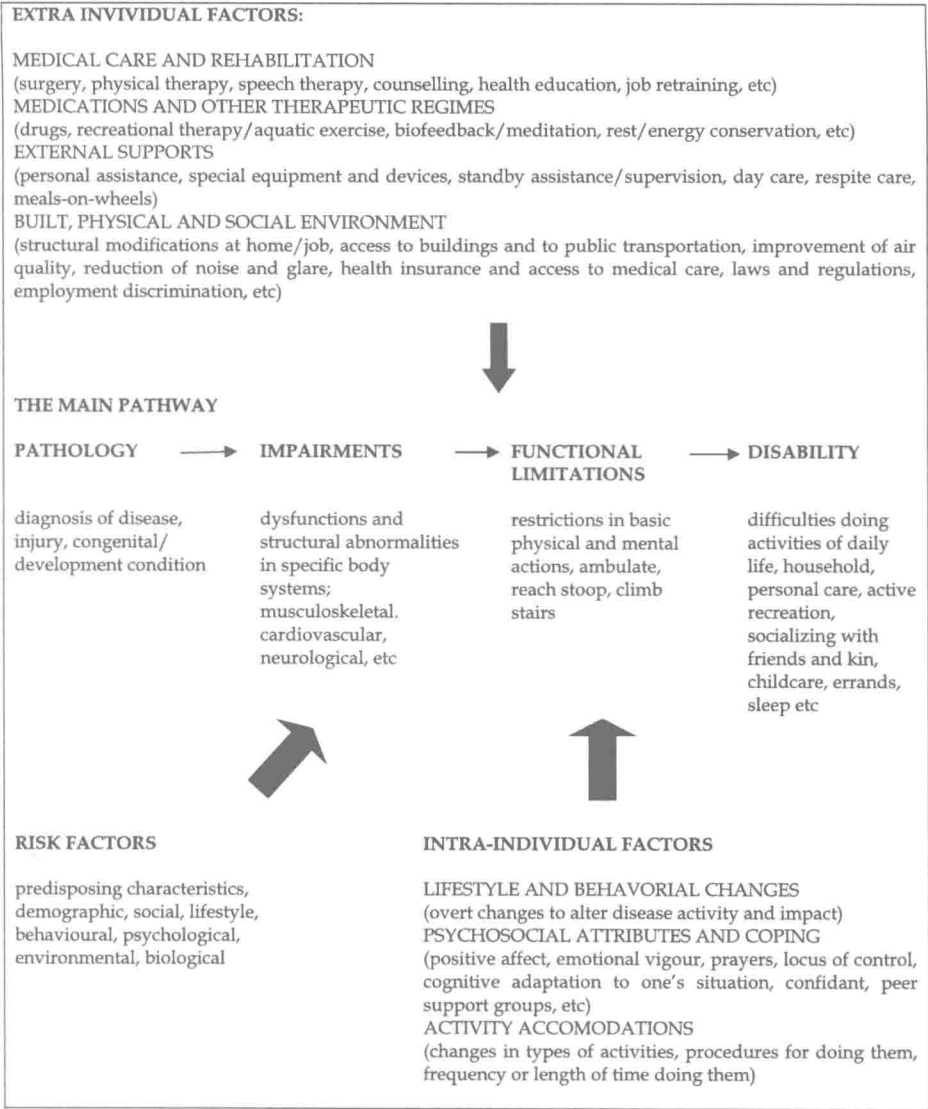 EXTRA INVIVIDUAL FACTORS:
MEDICAL CARE AND REHABILITATION
(surgery, physical therapy, speech therapy, counselling, health education, job retraining, etc)
MEDICATIONS AND OTHER THERAPEUTIC REGIMES
(drugs, recreational therapy/aquatic exercise, biofeedback/meditation, rest/energy conservation, etc)
EXTERNAL SUPPORTS
(personal assistance, special equipment and devices, standby assistance/supervision, day care, respite care,
meals-on-wheels)
BUILT, PHYSICAL AND SOCIAL ENVIRONMENT
(structural modifications at home/job, access to buildings and to public transportation, improvement of air
quality, reduction of noise and glare, health insurance and access to medical care, laws and regulations,
employment discrimination, etc)
THE MAIN PATHWAY
PATHOLOGY
diagnosis of disease,
injury, congenital/
development condition
IMPAIRMENTS
dysfunctions and
structural abnormalities
in specific body
systems;
musculoskeletal.
cardiovascular,
neurological, etc
FUNCTIONAL
LIMITATIONS
restrictions in basic
physical and mental
actions, ambulate,
reach stoop, climb
stairs
DISABILITY
difficulties doing
activities of daily
life, household,
personal care, active
recreation,
socializing with
friends and kin,
childcare, errands,
sleep etc
RISK FACTORS
predisposing characteristics,
demographic, social, lifestyle,
behavioural, psychological,
environmental, biological
INTRA-INDIVIDUAL FACTORS
LIFESTYLE AND BEHAVORIAL CHANGES
(overt changes to alter disease activity and impact)
PSYCHOSOCIAL ATTRIBUTES AND COPING
(positive affect, emotional vigour, prayers, locus of control,
cognitive adaptation to one's situation, confidant, peer
support groups, etc)
ACTIVITY ACCOMODATIONS
(changes in types of activities, procedures for doing them,
frequency or length of time doing them)